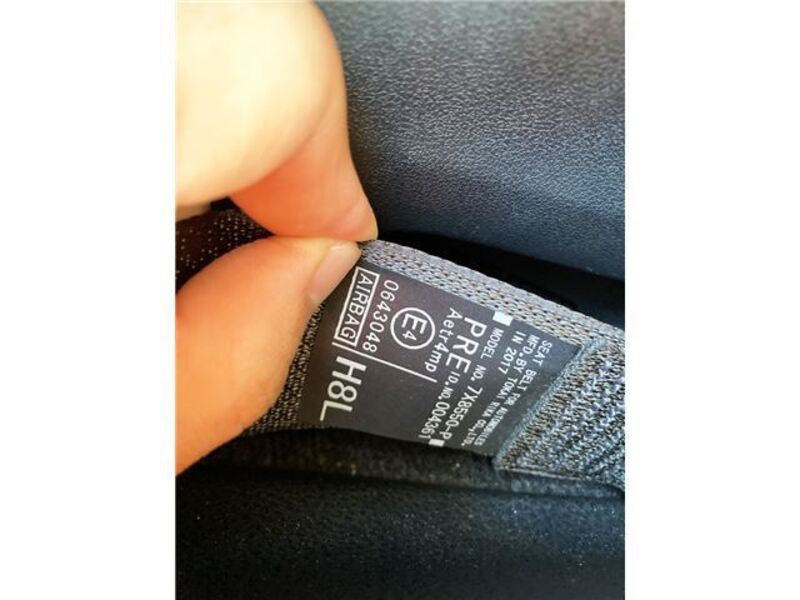 SEAT BELT FOR AUTOMOBILES
MFD. BY TOKAI RIKA CO., LTD.
IN 2017
MODEL NO. 7X8550-P
PRE ID.NO.004361
Aetr4mp
E4
0643048
AIRBAG
H8L